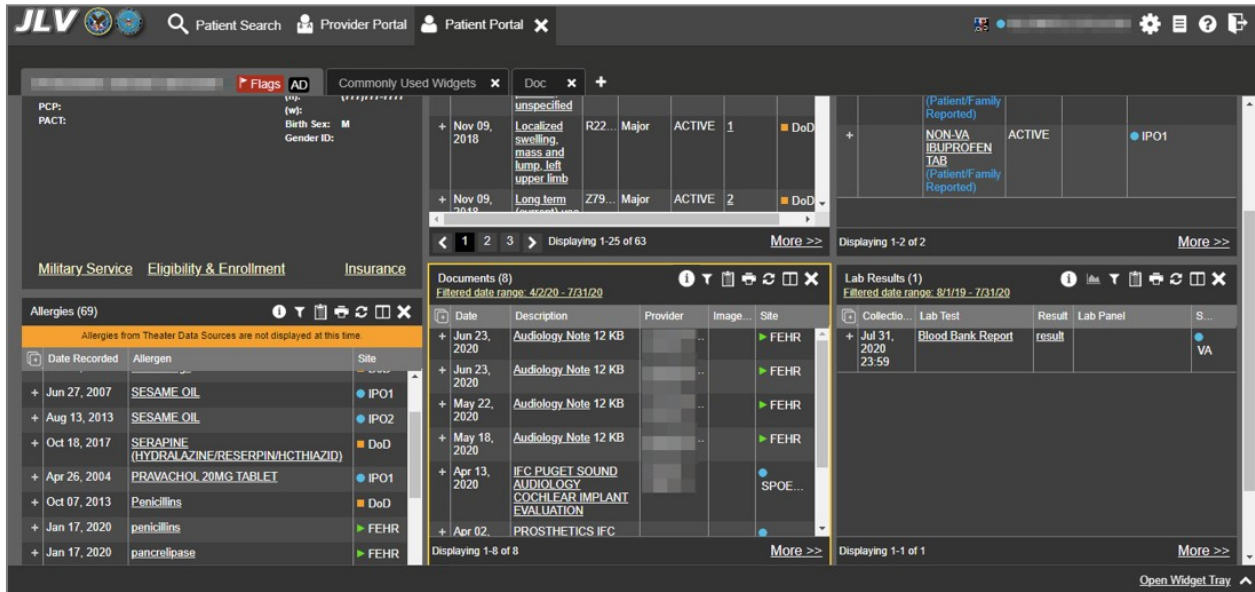 JLV Patient Search Provider Portal Patient Portal
Flags AD Commonly Used Widgets Doc
PCP:
PACT:
(w):
Birth Sex: M
Gender ID:
Military Service Eligibility & Enrollment Insurance
unspecified
+ Nov 09, 2018 Localized swelling, mass and lump, left upper limb R22... Major ACTIVE 1 DoD
+ Nov 09, Long term Z79... Major ACTIVE 2 DoD
1 2 3 Displaying 1-25 of 63 More >>
(Patient/Family Reported)
+ NON-VA IBUPROFEN TAB (Patient/Family Reported) ACTIVE IPO1
Displaying 1-2 of 2 More >>
Allergies (69)
Allergies from Theater Data Sources are not displayed at this time.
Date Recorded Allergen Site
+ Jun 27, 2007 SESAME OIL IPO1
+ Aug 13, 2013 SESAME OIL IPO2
+ Oct 18, 2017 SERAPINE (HYDRALAZINE/RESERPIN/HCTHIAZID) DoD
+ Apr 26, 2004 PRAVACHOL 20MG TABLET IPO1
+ Oct 07, 2013 Penicillins DoD
+ Jan 17, 2020 penicillins FEHR
+ Jan 17, 2020 pancrelipase FEHR
Documents (8)
Filtered date range: 4/2/20 - 7/31/20
Date Description Provider Image... Site
+ Jun 23, 2020 Audiology Note 12 KB .. FEHR
+ Jun 23, 2020 Audiology Note 12 KB FEHR
+ May 22, 2020 Audiology Note 12 KB .. FEHR
+ May 18, 2020 Audiology Note 12 KB .. FEHR
+ Apr 13, 2020 IFC PUGET SOUND AUDIOLOGY COCHLEAR IMPLANT EVALUATION SPOE...
+ Apr 02, PROSTHETICS IFC
Displaying 1-8 of 8 More >>
Lab Results (1)
Filtered date range: 8/1/19 - 7/31/20
Collectio... Lab Test Result Lab Panel S...
+ Jul 31, 2020 23:59 Blood Bank Report result VA
Displaying 1-1 of 1 More >>
Open Widget Tray